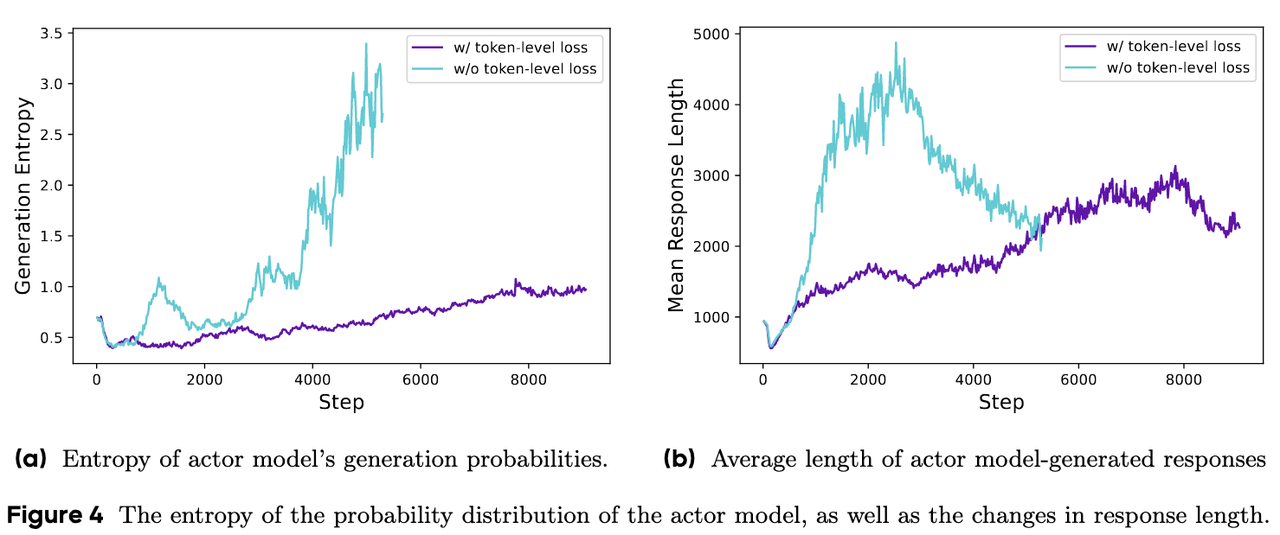 3.5
3.0
2.5
2.0
1.5
1.0
0.5
Generation Entropy
w/ token-level loss
w/o token-level loss
0 2000 4000 6000 8000
Step
(a) Entropy of actor model's generation probabilities.
5000
4000
3000
2000
1000
Mean Response Length
w/ token-level loss
w/o token-level loss
0 2000 4000 6000 8000
Step
(b) Average length of actor model-generated responses
Figure 4 The entropy of the probability distribution of the actor model, as well as the changes in response length.